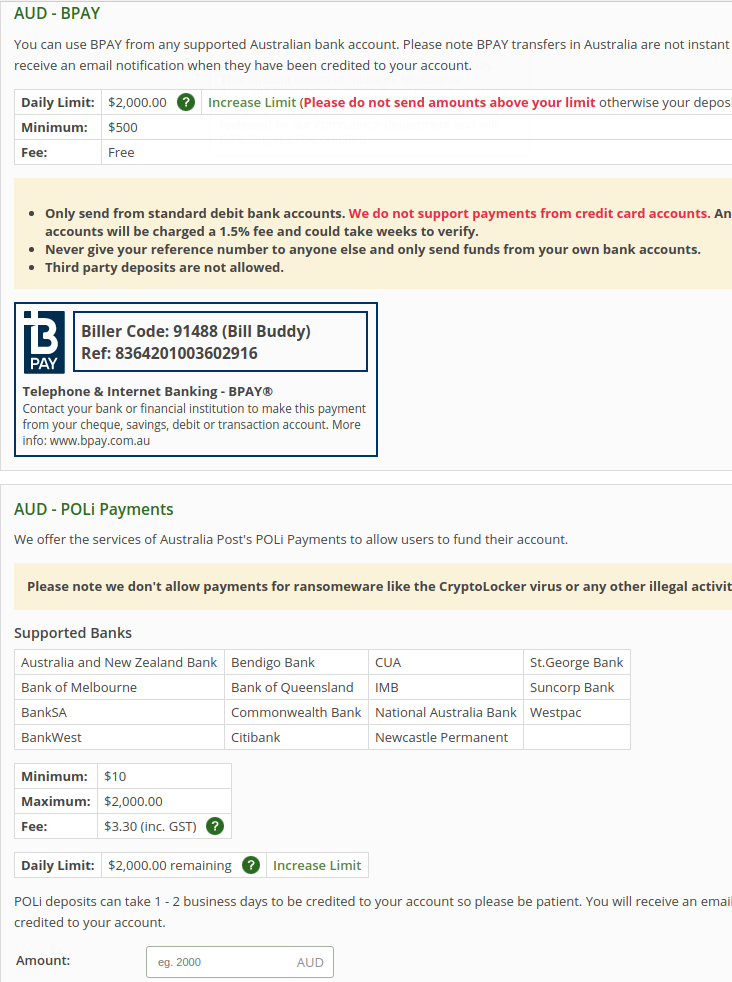 AUD - BPAY
You can use BPAY from any supported Australian bank account. Please note BPAY transfers in Australia are not instant
receive an email notification when they have been credited to your account.
Daily Limit: $2,000.00 ? Increase Limit (Please do not send amounts above your limit otherwise your depos
Minimum: $500
Fee: Free
• Only send from standard debit bank accounts. We do not support payments from credit card accounts. An
accounts will be charged a 1.5% fee and could take weeks to verify.
• Never give your reference number to anyone else and only send funds from your own bank accounts.
• Third party deposits are not allowed.
B PAY
Biller Code: 91488 (Bill Buddy)
Ref: 8364201003602916
Telephone & Internet Banking - BPAY®
Contact your bank or financial institution to make this payment
from your cheque, savings, debit or transaction account. More
info: www.bpay.com.au
AUD - POLi Payments
We offer the services of Australia Post's POLi Payments to allow users to fund their account.
Please note we don't allow payments for ransomeware like the CryptoLocker virus or any other illegal activit
Supported Banks
Australia and New Zealand Bank Bendigo Bank CUA St.George Bank
Bank of Melbourne Bank of Queensland IMB Suncorp Bank
BankSA Commonwealth Bank National Australia Bank Westpac
BankWest Citibank Newcastle Permanent
Minimum: $10
Maximum: $2,000.00
Fee: $3.30 (inc. GST) ?
Daily Limit: $2,000.00 remaining ? Increase Limit
POLi deposits can take 1 - 2 business days to be credited to your account so please be patient. You will receive an email
credited to your account.
Amount: eg. 2000 AUD